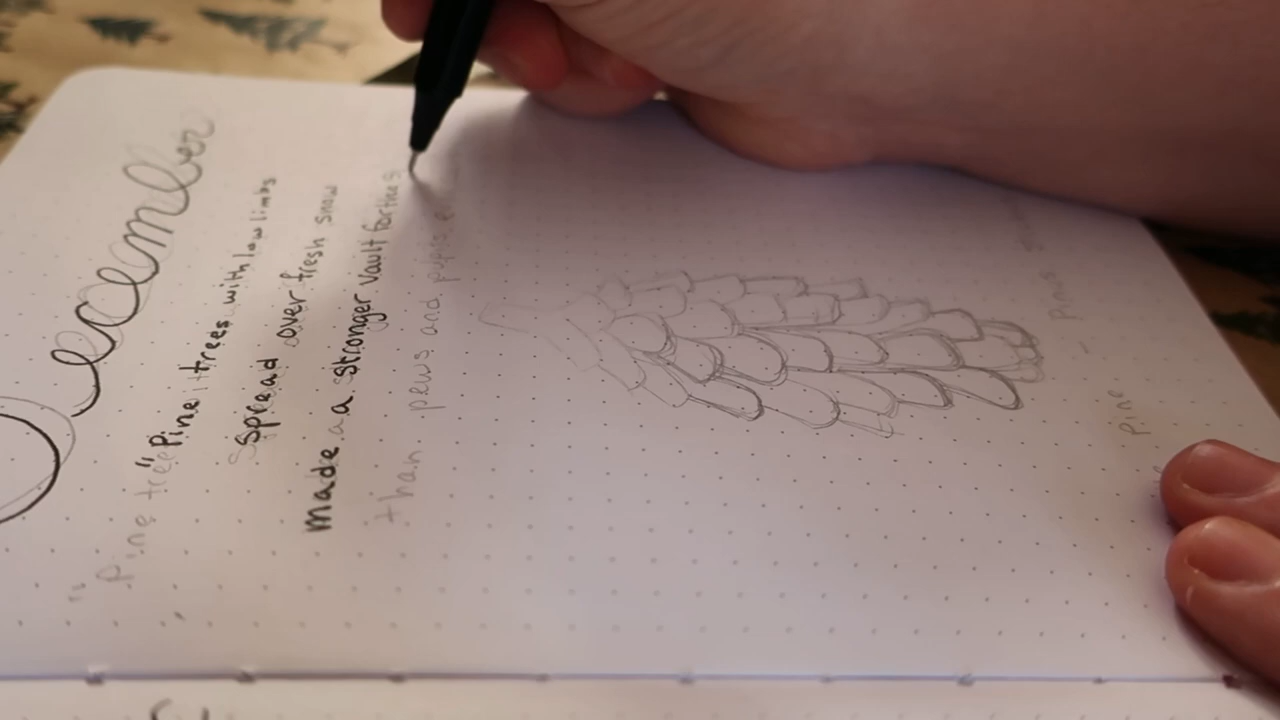 December
"Pine trees with low limbs
spread over fresh snow
made a stronger vault for the s
than pews and
Pine
Pine